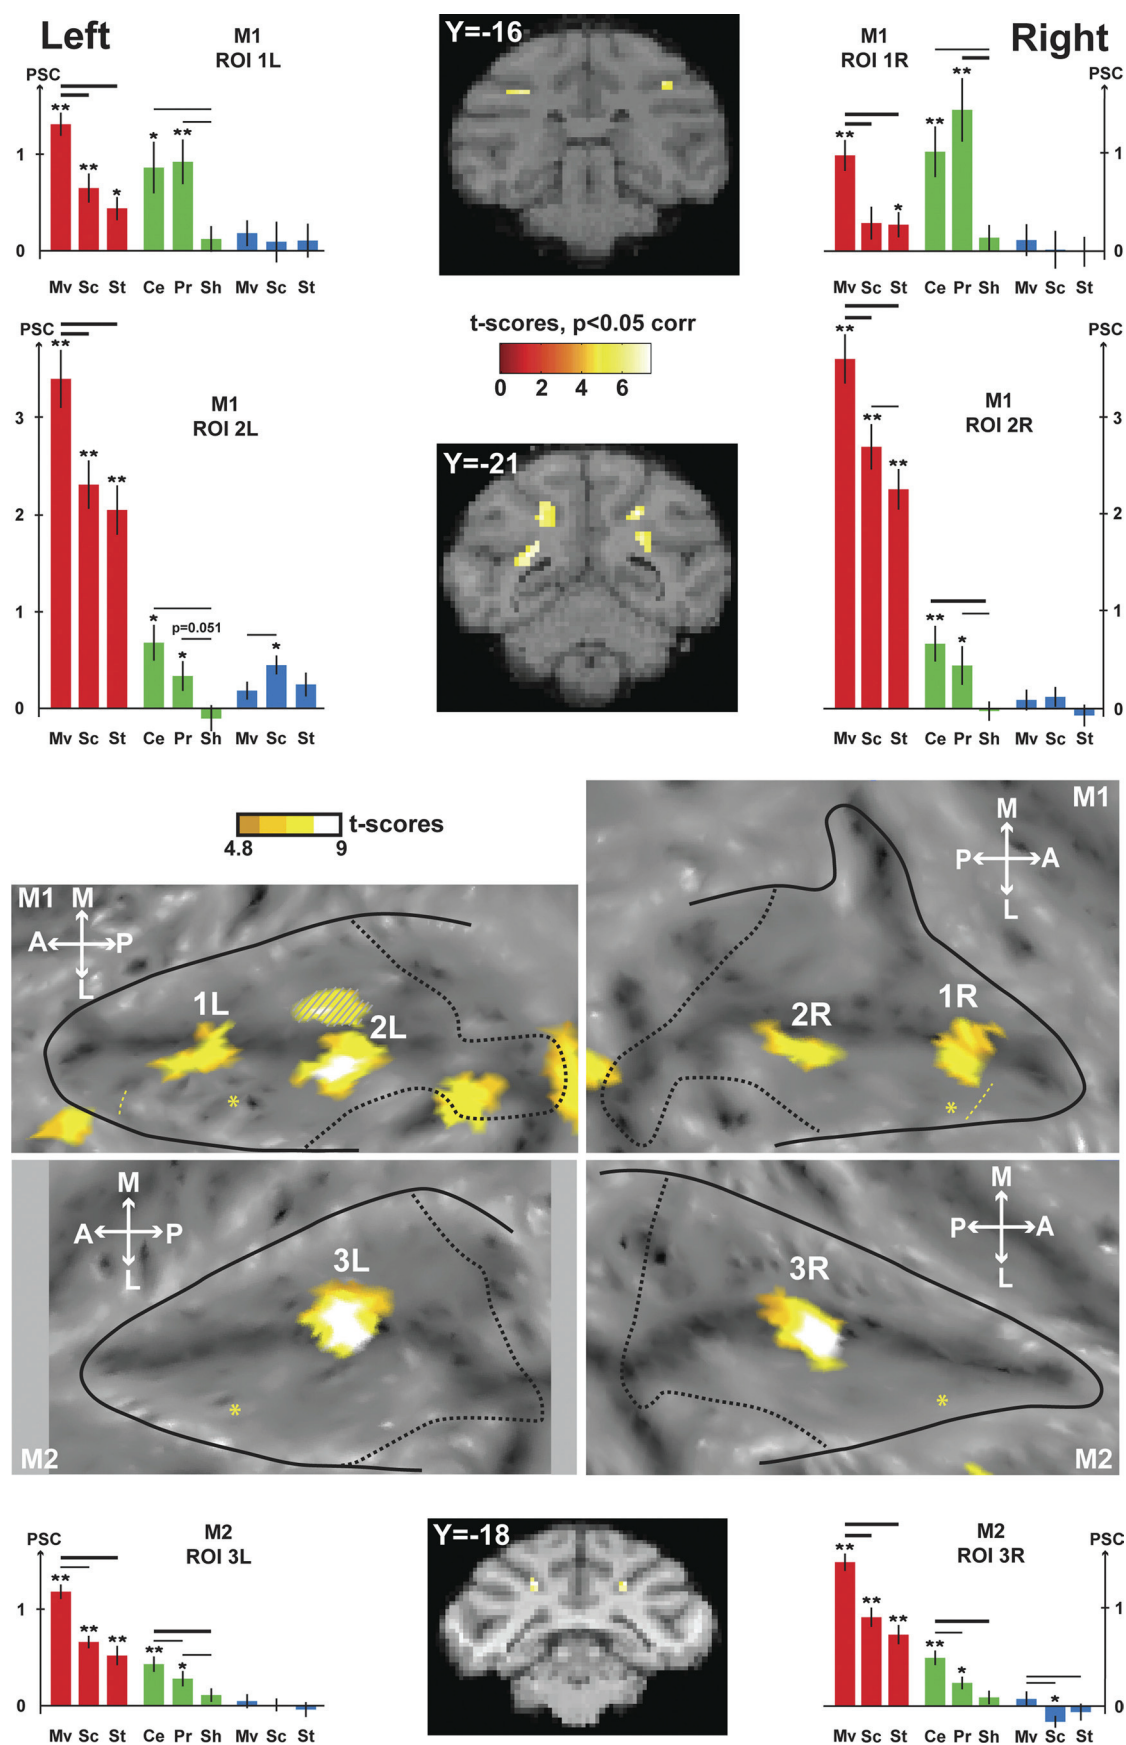 Left
M1
ROI 1L
Y=-16
M1
ROI 1R
Right
PSC
PSC
**
**
*
*
**
**
*
**
**
1
0
1
0
Mv Sc St Ce Pr Sh Mv Sc St
Mv Sc St Ce Pr Sh Mv Sc St
t-scores, p<0.05 corr
0 2 4 6
PSC
M1
ROI 2L
PSC
M1
ROI 2R
**
**
**
*
p=0.051
*
*
**
**
**
**
*
3
2
1
0
3
2
1
0
Y=-21
Mv Sc St Ce Pr Sh Mv Sc St
Mv Sc St Ce Pr Sh Mv Sc St
t-scores
4.8 9
M1
M
A P
L
1L
2L
*
M1
M
P A
L
2R
1R
*
M
A P
L
3L
*
M2
M
P A
L
3R
*
M2
PSC
M2
ROI 3L
Y=-18
M2
ROI 3R
PSC
**
**
**
**
*
**
**
**
**
*
*
1
0
1
0
Mv Sc St Ce Pr Sh Mv Sc St
Mv Sc St Ce Pr Sh Mv Sc St